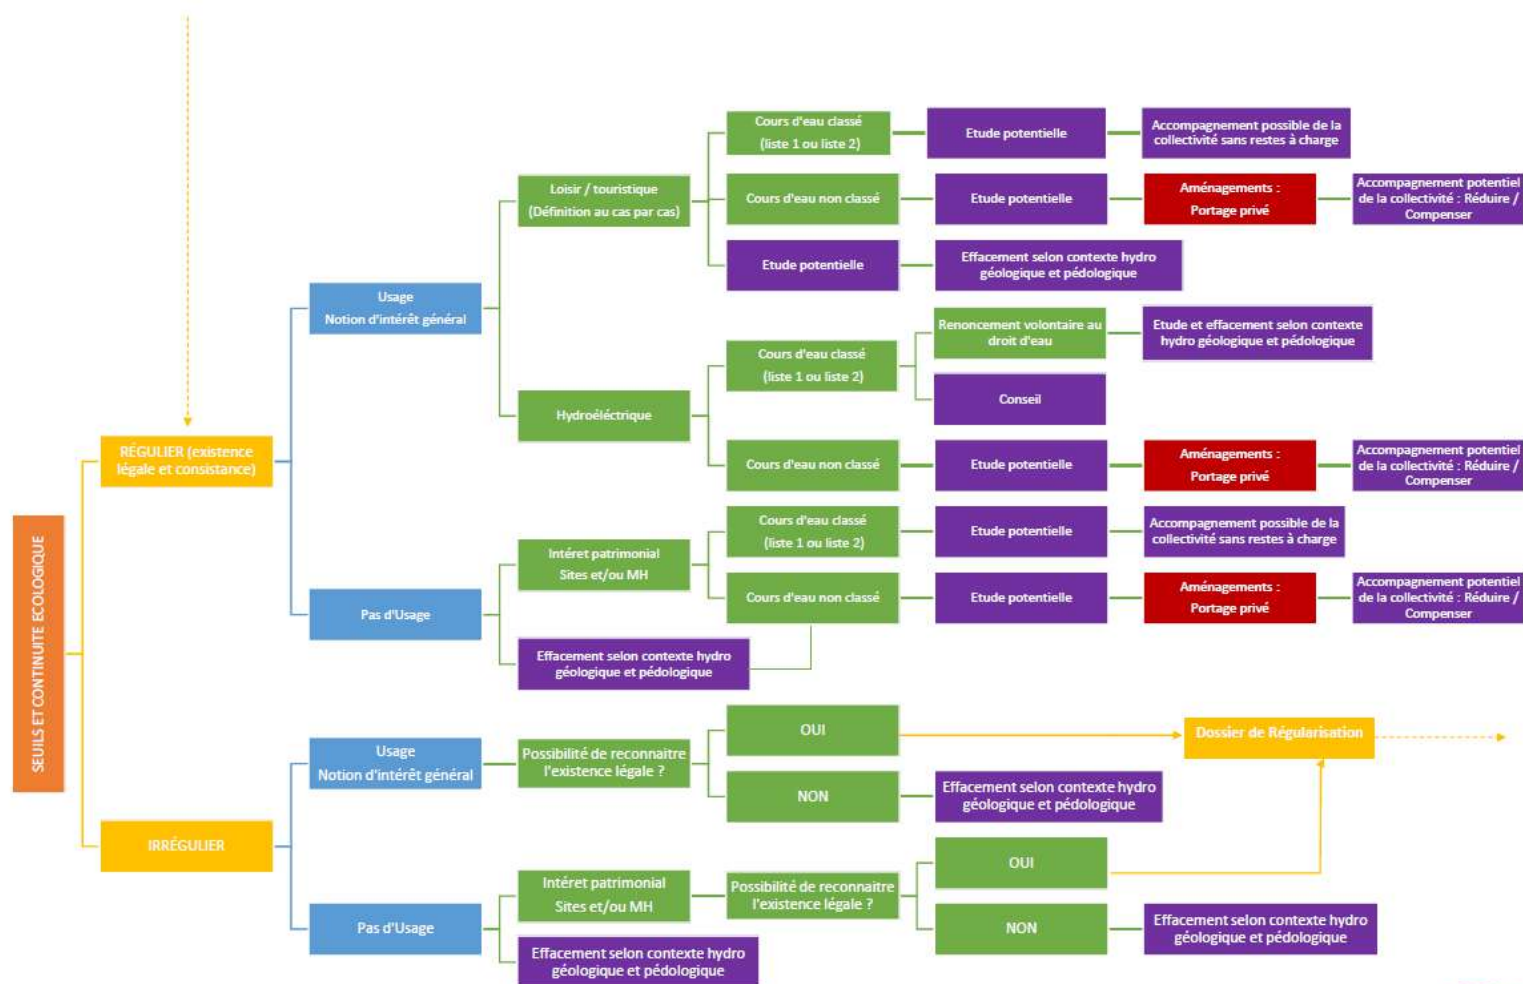 SEUILS ET CONTINUITE ECOLOGIQUE
RÉGULIER (existence
légale et consistance)
Usage
Notion d'intérêt général
Loisir / touristique
(Définition au cas par cas)
Cours d'eau classé
(liste 1 ou liste 2)
Etude potentielle
Accompagnement possible de la
collectivité sans restes à charge
Cours d'eau non classé
Etude potentielle
Aménagements :
Portage privé
Accompagnement potentiel
de la collectivité : Réduire /
Compenser
Etude potentielle
Effacement selon contexte hydro
géologique et pédologique
Hydroéléctrique
Cours d'eau classé
(liste 1 ou liste 2)
Renoncement volontaire au
droit d'eau
Etude et effacement selon contexte
hydro géologique et pédologique
Conseil
Cours d'eau non classé
Etude potentielle
Aménagements :
Portage privé
Accompagnement potentiel
de la collectivité : Réduire /
Compenser
Pas d'Usage
Intéret patrimonial
Sites et/ou MH
Cours d'eau classé
(liste 1 ou liste 2)
Etude potentielle
Accompagnement possible de la
collectivité sans restes à charge
Cours d'eau non classé
Etude potentielle
Aménagements :
Portage privé
Accompagnement potentiel
de la collectivité : Réduire /
Compenser
Effacement selon contexte hydro
géologique et pédologique
IRRÉGULIER
Usage
Notion d'intérêt général
Possibilité de reconnaitre
l'existence légale ?
OUI
Dossier de Régularisation
NON
Effacement selon contexte hydro
géologique et pédologique
Pas d'Usage
Intéret patrimonial
Sites et/ou MH
Possibilité de reconnaitre
l'existence légale ?
OUI
NON
Effacement selon contexte hydro
géologique et pédologique
Effacement selon contexte hydro
géologique et pédologique